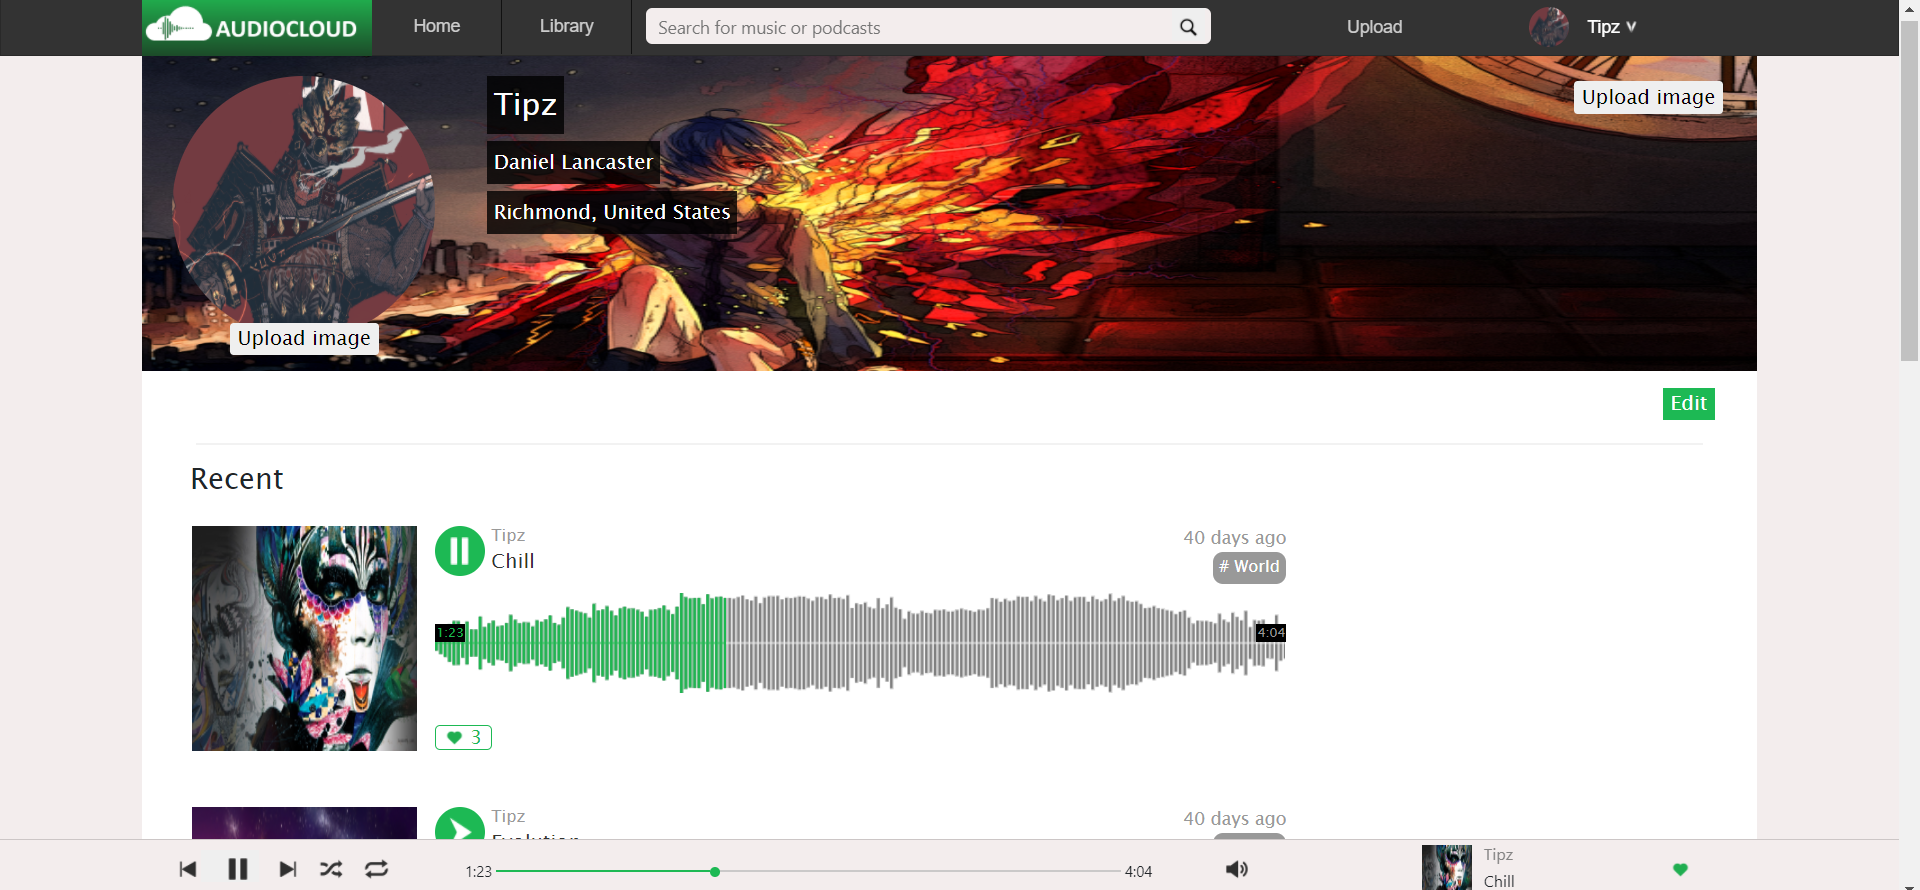 AUDIOCLOUD
Home
Library
Search for music or podcasts
Upload
Tipz
Tipz
Daniel Lancaster
Richmond, United States
Upload image
Upload image
Edit
Recent
Tipz
Chill
40 days ago
# World
1:23
4:04
3
Tipz
Evolution
40 days ago
1:23
4:04
Tipz
Chill